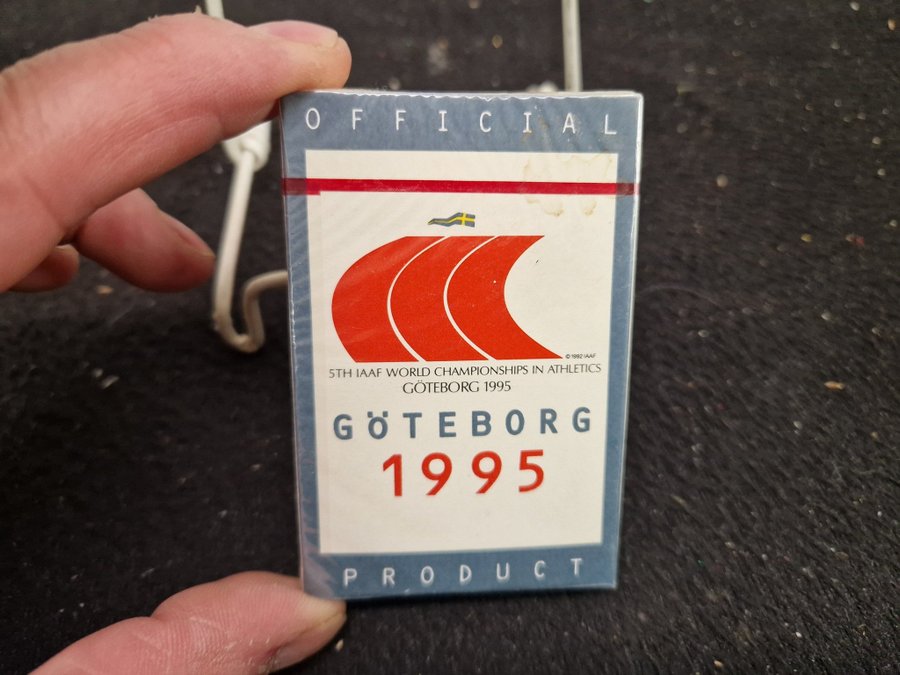 OFFICIAL
© 1992 IAAF
5TH IAAF WORLD CHAMPIONSHIPS IN ATHLETICS
GÖTEBORG 1995
GÖTEBORG
1995
PRODUCT